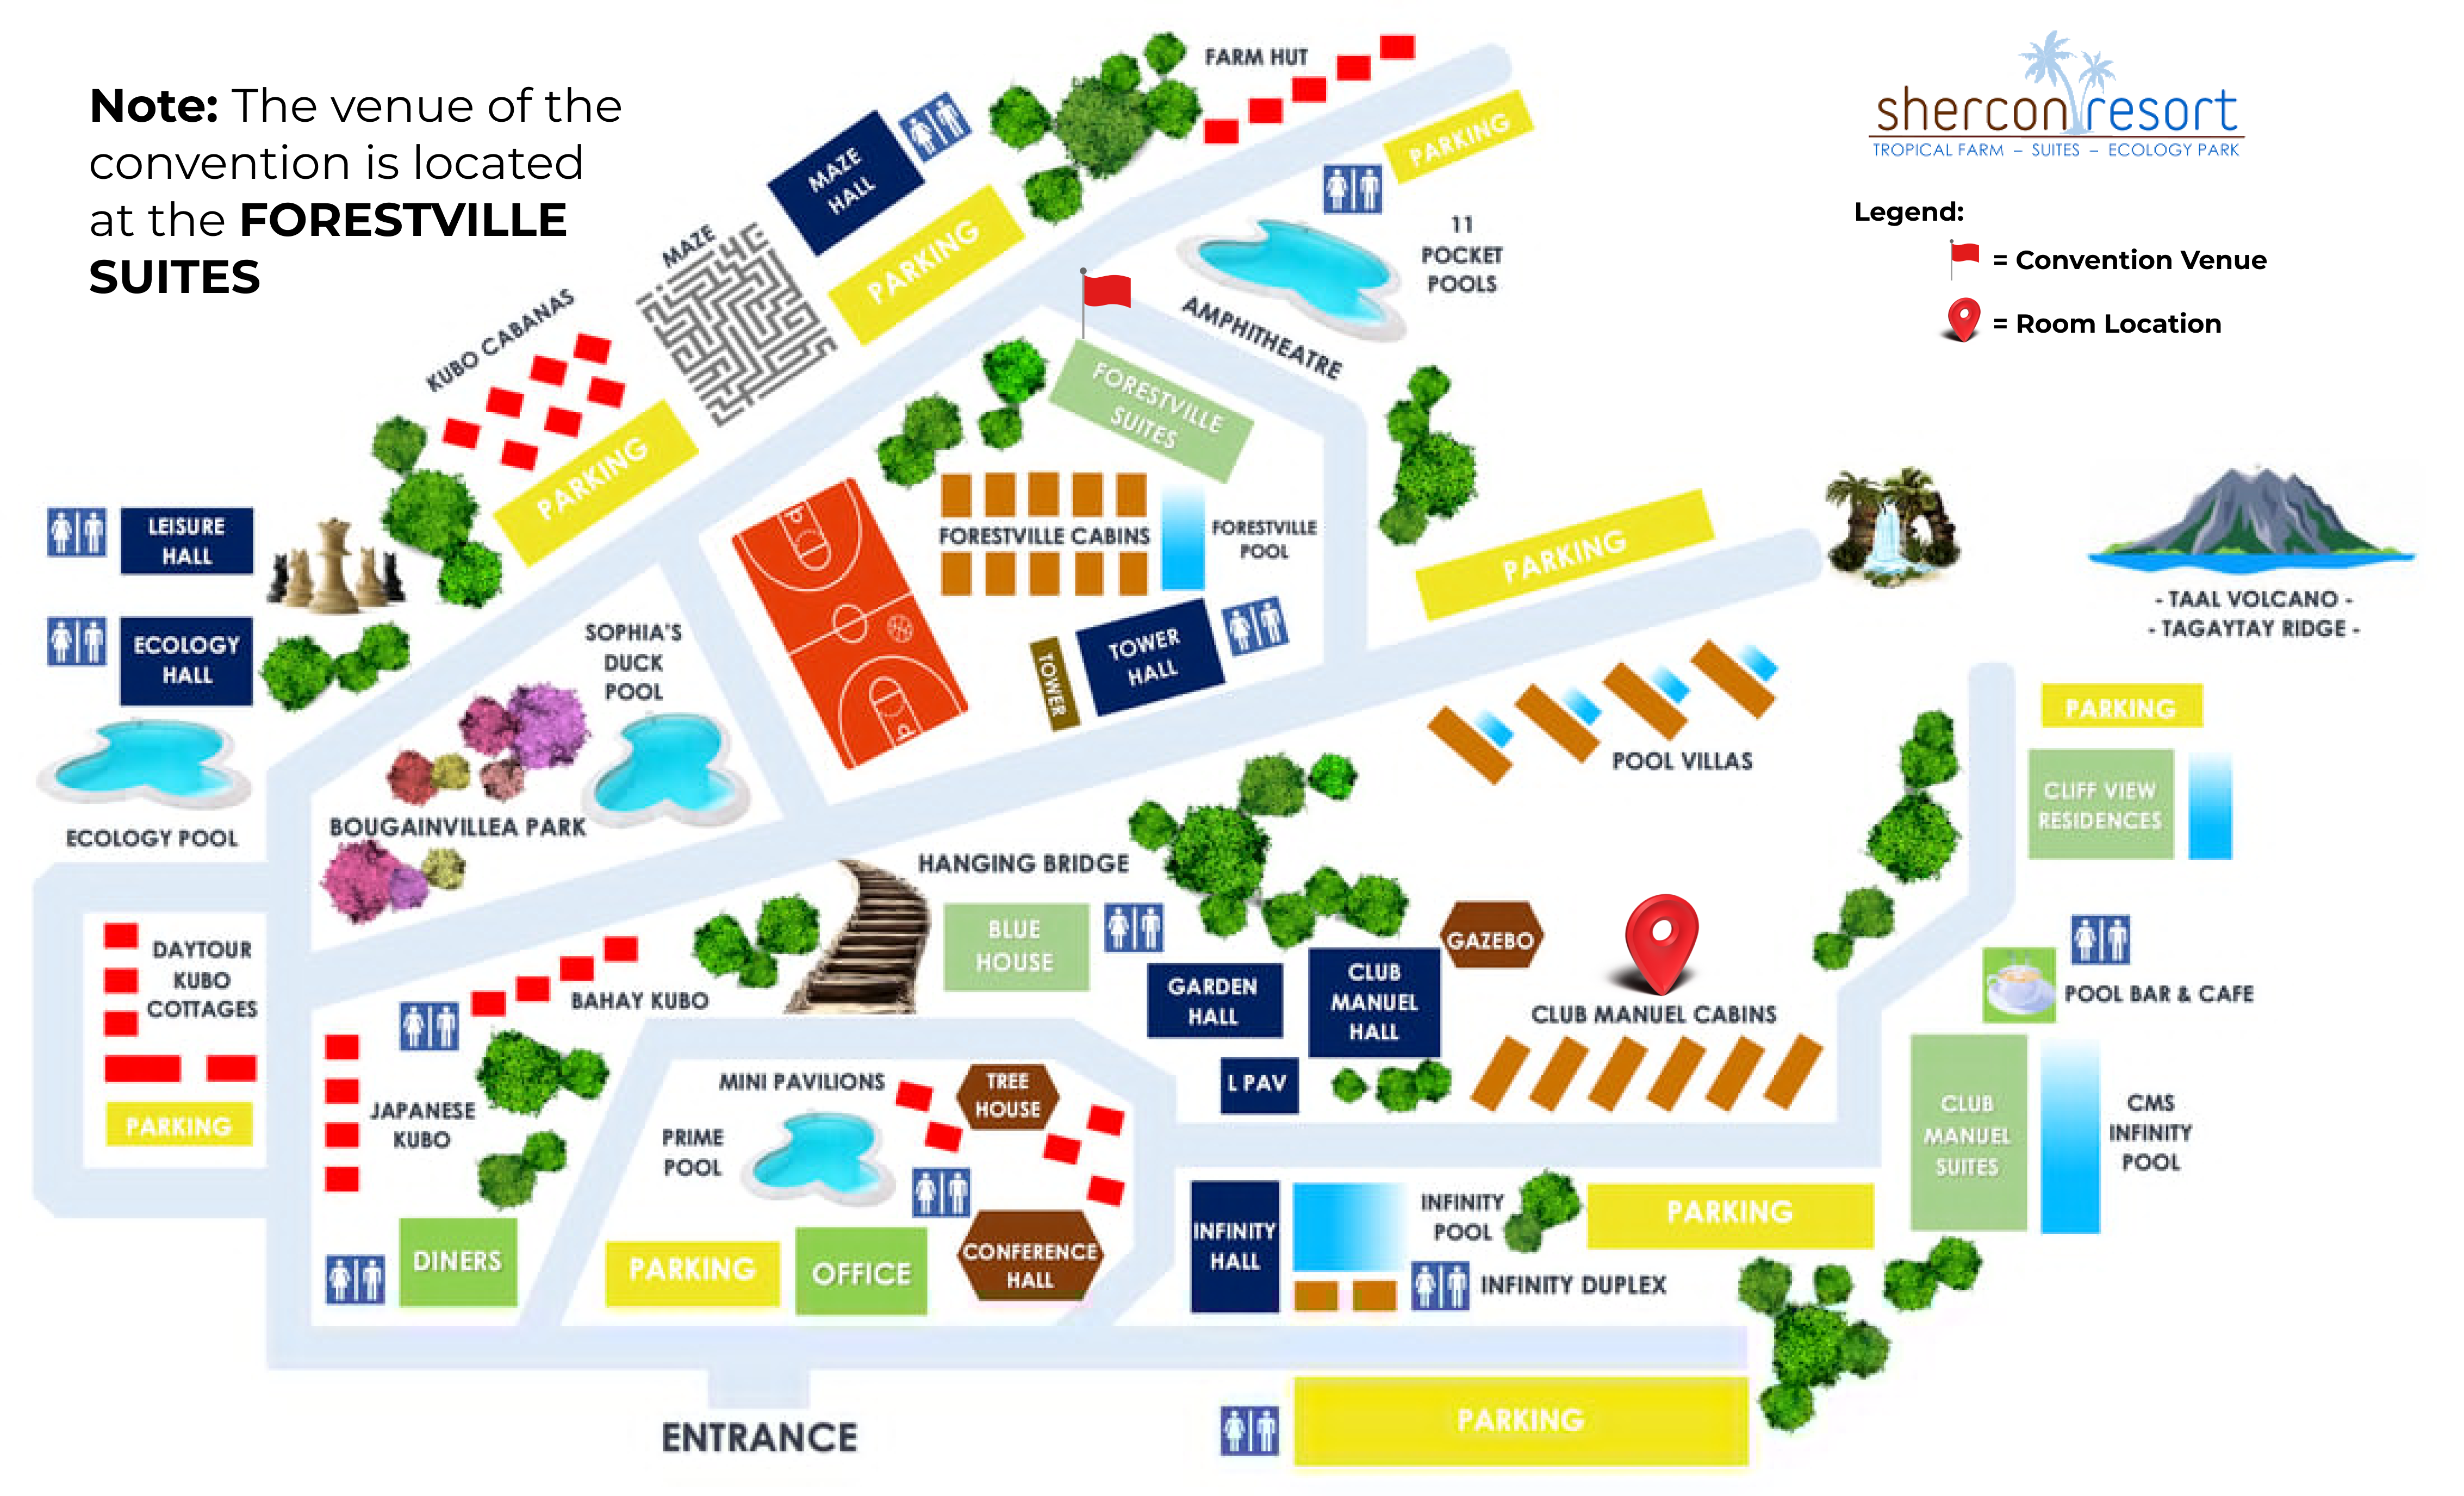 Note: The venue of the
convention is located
at the FORESTVILLE
SUITES
shercon resort
TROPICAL FARM – SUITES – ECOLOGY PARK
Legend:
= Convention Venue
= Room Location
FARM HUT
PARKING
MAZE
HALL
PARKING
MAZE
11
POCKET
POOLS
AMPHITHEATRE
KUBO CABANAS
PARKING
FORESTVILLE
SUITES
LEISURE
HALL
FORESTVILLE CABINS
FORESTVILLE
POOL
PARKING
- TAAL VOLCANO -
- TAGAYTAY RIDGE -
ECOLOGY
HALL
SOPHIA'S
DUCK
POOL
TOWER
TOWER
HALL
PARKING
CLIFF VIEW
RESIDENCES
POOL VILLAS
ECOLOGY POOL
BOUGAINVILLEA PARK
HANGING BRIDGE
BLUE
HOUSE
GAZEBO
DAYTOUR
KUBO
COTTAGES
BAHAY KUBO
GARDEN
HALL
CLUB
MANUEL
HALL
CLUB MANUEL CABINS
POOL BAR & CAFE
L PAV
MINI PAVILIONS
TREE
HOUSE
PARKING
JAPANESE
KUBO
PRIME
POOL
CLUB
MANUEL
SUITES
CMS
INFINITY
POOL
INFINITY
HALL
INFINITY
POOL
PARKING
DINERS
PARKING
OFFICE
CONFERENCE
HALL
INFINITY DUPLEX
ENTRANCE
PARKING